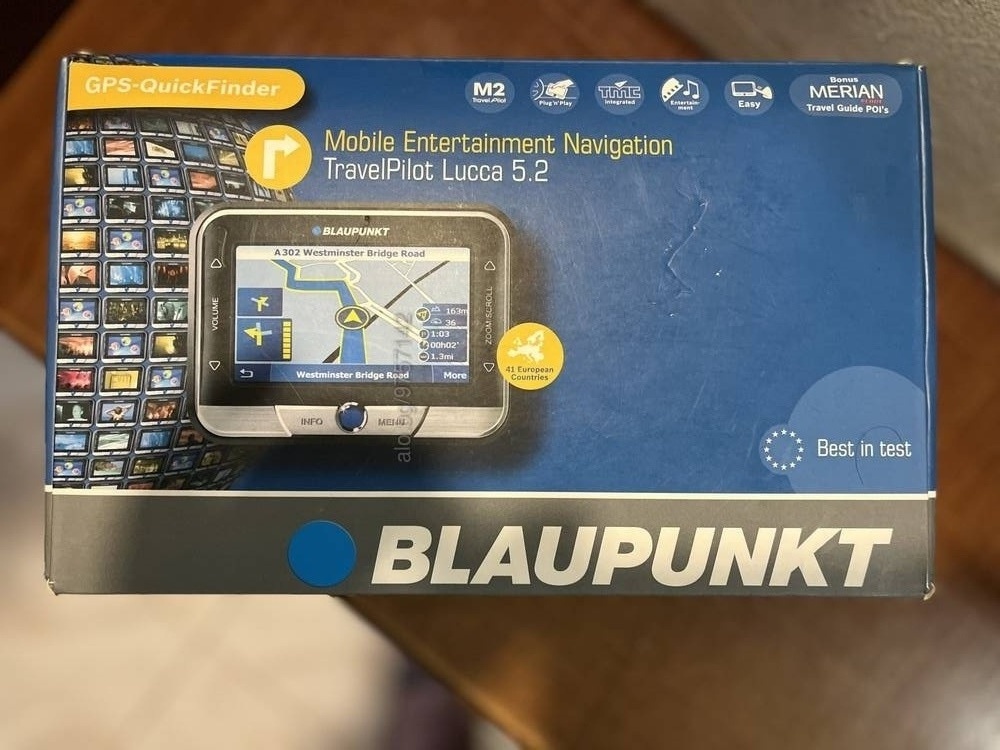 GPS-QuickFinder
M2
TravelPilot
Plug'n'Play
TMC
integrated
Entertain-
ment
Easy
Bonus
MERIAN
Travel Guide POI's
Mobile Entertainment Navigation
TravelPilot Lucca 5.2
BLAUPUNKT
A302 Westminster Bridge Road
VOLUME
ZOOM/SCROLL
163m
36
1:03
00h02'
1.3mi
Westminster Bridge Road
More
INFO
MENU
41 European
Countries
Best in test
BLAUPUNKT